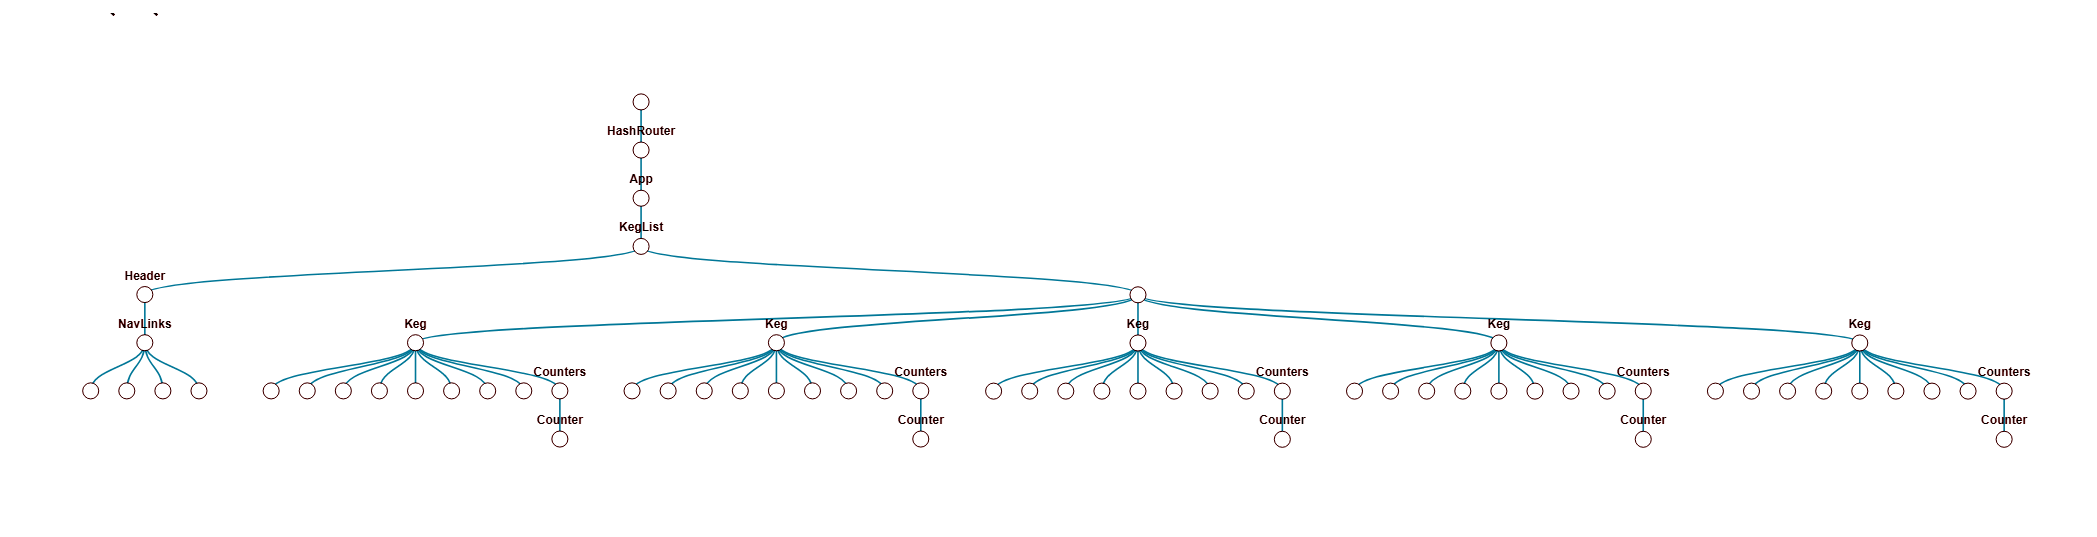 HashRouter
App
KegList
Header
NavLinks Keg Keg Keg Keg Keg
Counters Counters Counters Counters Counters
Counter Counter Counter Counter Counter